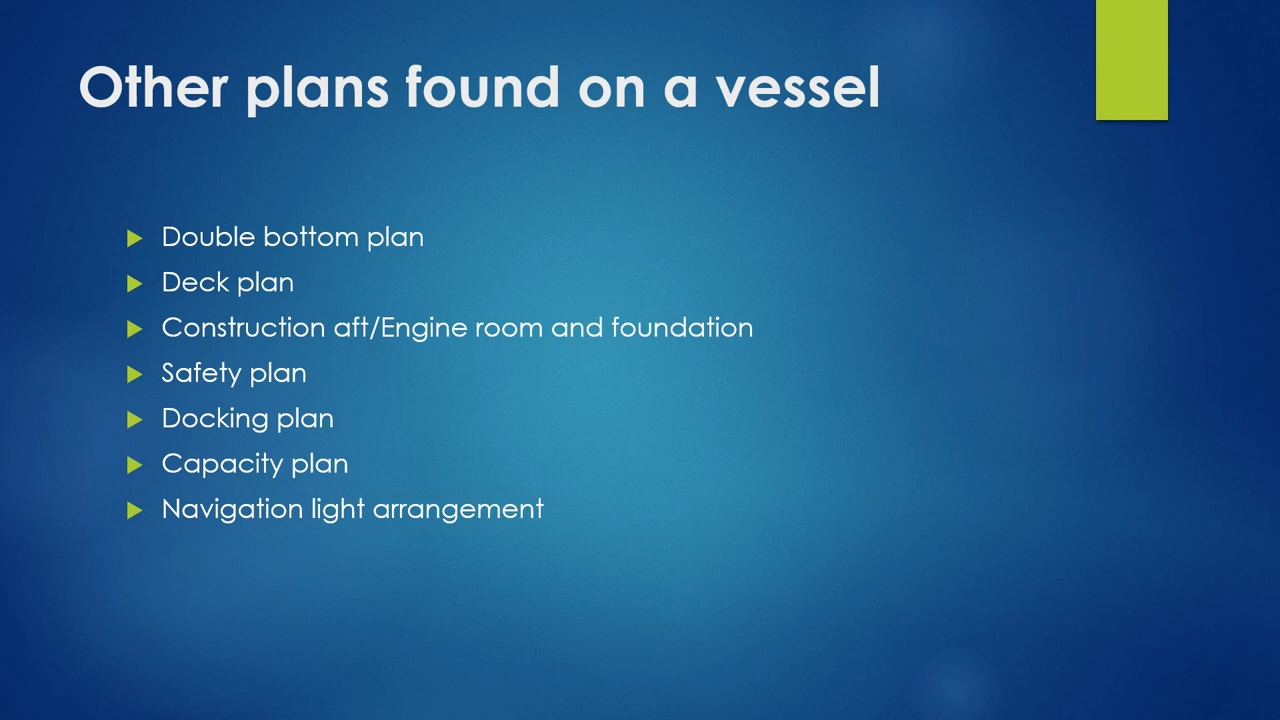 Other plans found on a vessel
Double bottom plan
Deck plan
Construction aft/Engine room and foundation
Safety plan
Docking plan
Capacity plan
Navigation light arrangement